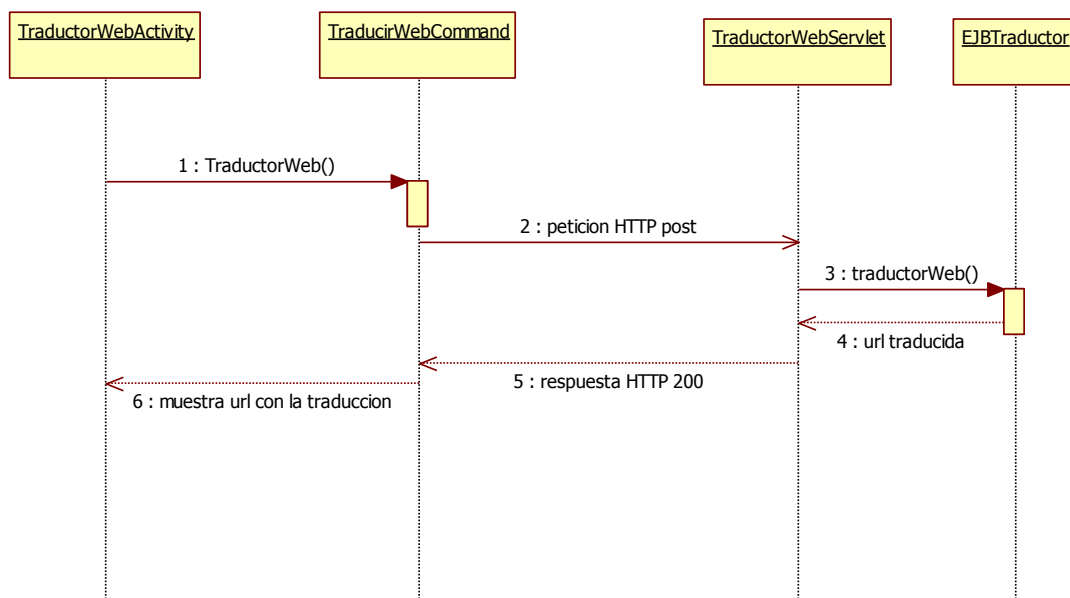 TraductorWebActivity
TraducirWebCommand
TraductorWebServlet
EJBTraductor
1 : TraductorWeb()
2 : peticion HTTP post
3 : traductorWeb()
4 : url traducida
5 : respuesta HTTP 200
6 : muestra url con la traduccion